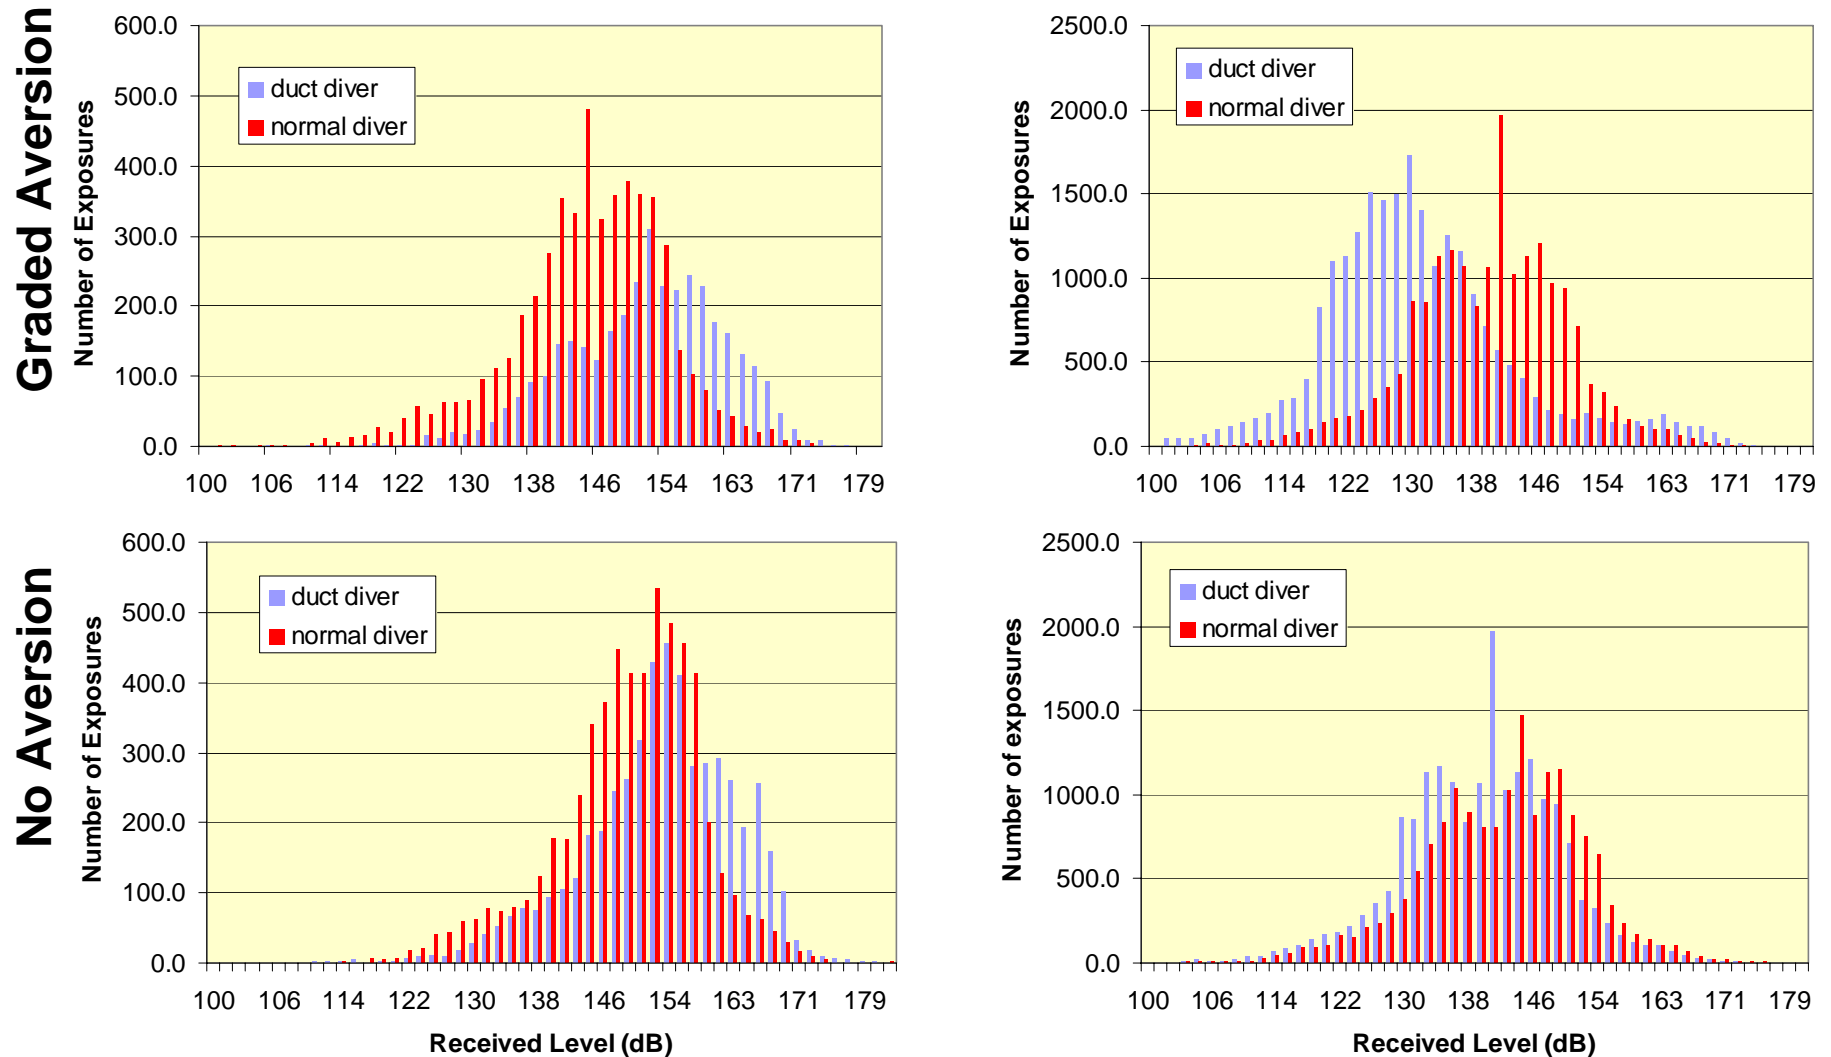 Graded Aversion
Number of Exposures
600.0
500.0
400.0
300.0
200.0
100.0
0.0
duct diver
normal diver
100 106 114 122 130 138 146 154 163 171 179
Number of Exposures
2500.0
2000.0
1500.0
1000.0
500.0
0.0
duct diver
normal diver
100 106 114 122 130 138 146 154 163 171 179
No Aversion
Number of Exposures
600.0
500.0
400.0
300.0
200.0
100.0
0.0
duct diver
normal diver
100 106 114 122 130 138 146 154 163 171 179
Received Level (dB)
Number of exposures
2500.0
2000.0
1500.0
1000.0
500.0
0.0
duct diver
normal diver
100 106 114 122 130 138 146 154 163 171 179
Received Level (dB)